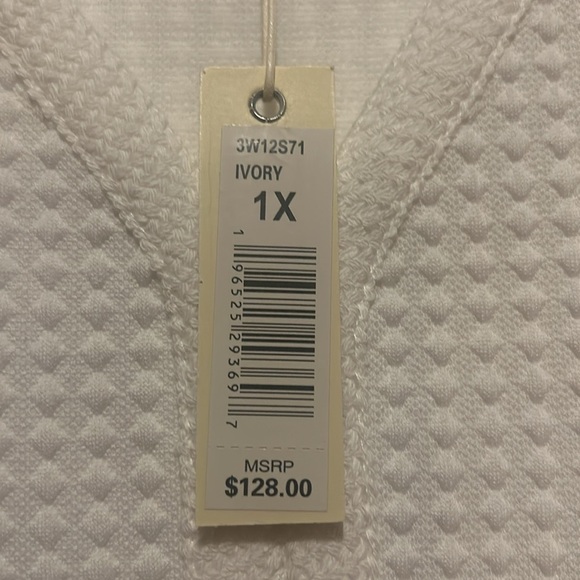 3W12S71
IVORY
1X
1 96525 29369 7
MSRP
$128.00